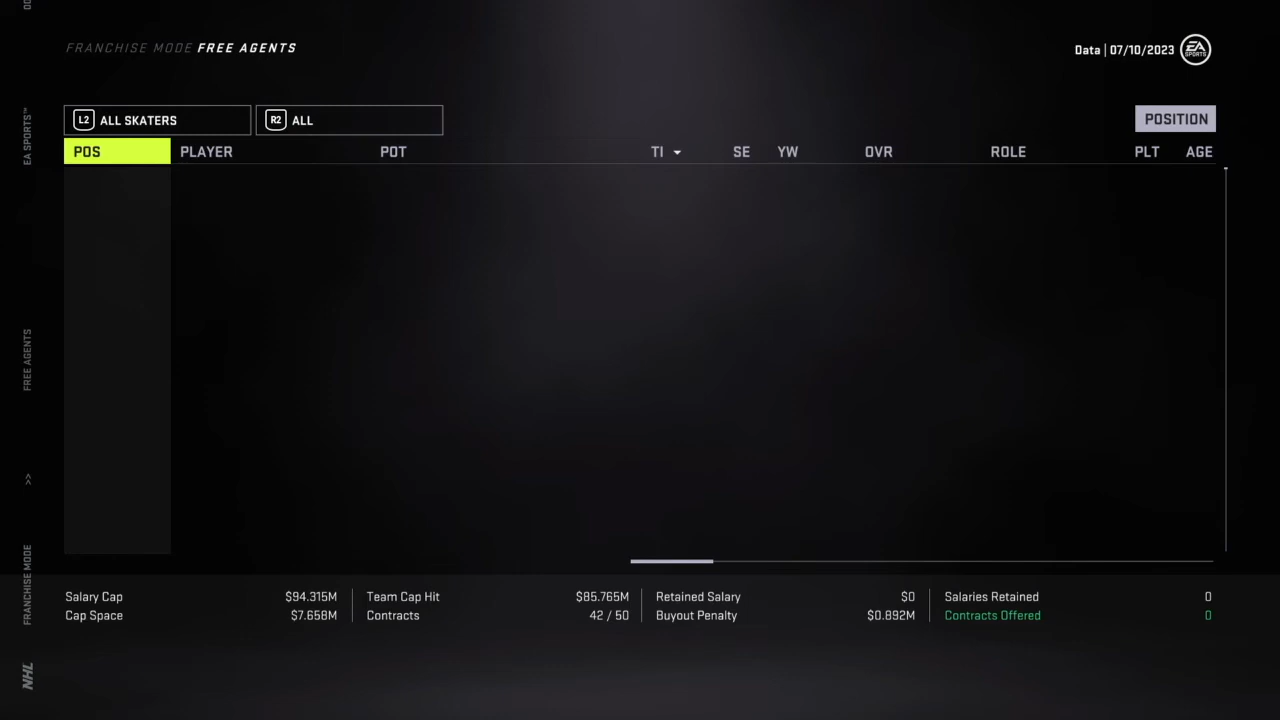 FRANCHISE MODE FREE AGENTS
Data | 07/10/2023
EA SPORTS
L2 ALL SKATERS
R2 ALL
POSITION
POS PLAYER POT TI SE YW OVR ROLE PLT AGE
Salary Cap $94.315M Team Cap Hit $85.765M Retained Salary $0 Salaries Retained 0
Cap Space $7.658M Contracts 42 / 50 Buyout Penalty $0.892M Contracts Offered 0
NHL
FRANCHISE MODE
>>
FREE AGENTS
EA SPORTS™